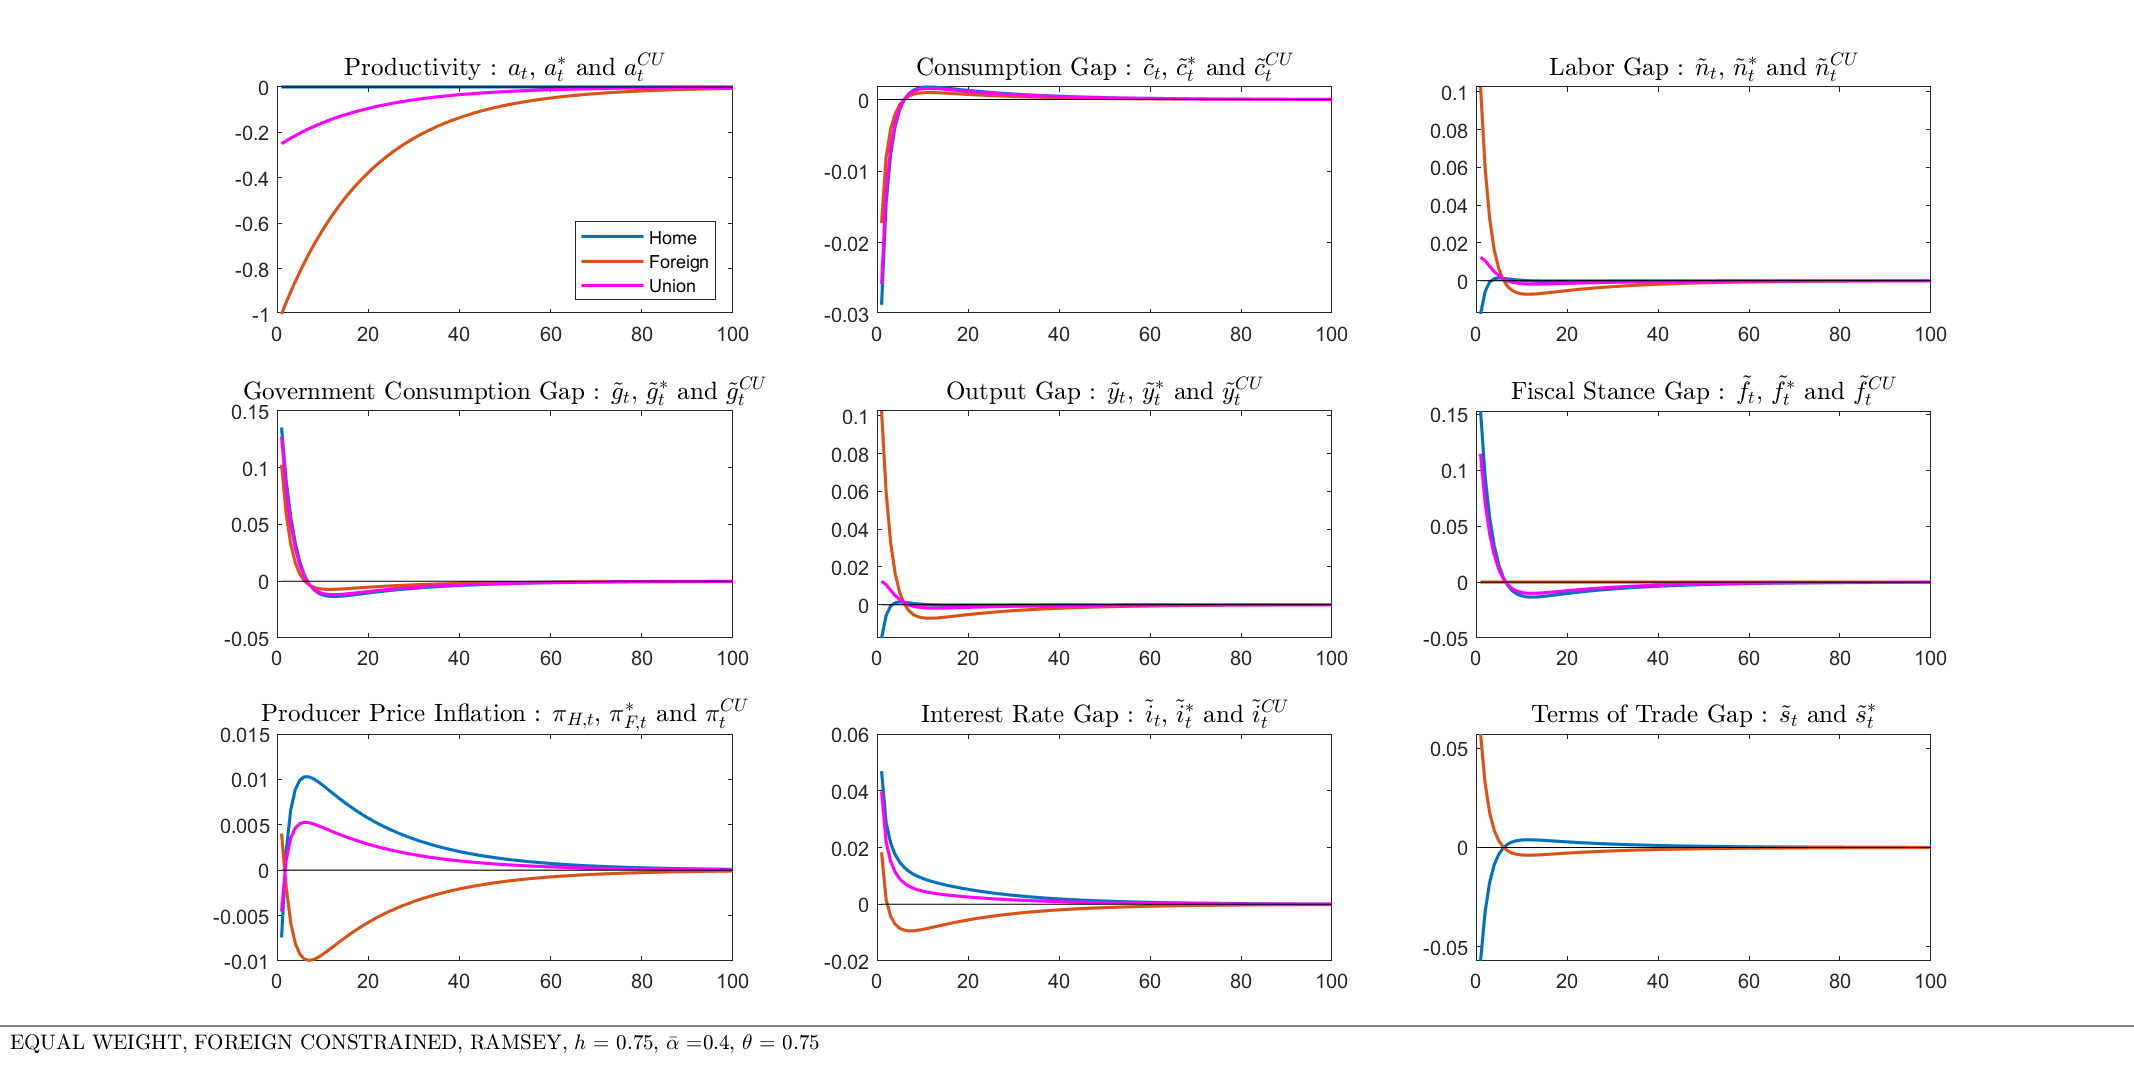 Productivity : a_t, a_t^* and a_t^{CU}
0
-0.2
-0.4
-0.6
-0.8
-1
0 20 40 60 80 100
Home
Foreign
Union
Consumption Gap : c̃_t, c̃_t^* and c̃_t^{CU}
0
-0.01
-0.02
-0.03
0 20 40 60 80 100
Labor Gap : ñ_t, ñ_t^* and ñ_t^{CU}
0.1
0.08
0.06
0.04
0.02
0
0 20 40 60 80 100
Government Consumption Gap : g̃_t, g̃_t^* and g̃_t^{CU}
0.15
0.1
0.05
0
-0.05
0 20 40 60 80 100
Output Gap : ỹ_t, ỹ_t^* and ỹ_t^{CU}
0.1
0.08
0.06
0.04
0.02
0
0 20 40 60 80 100
Fiscal Stance Gap : f̃_t, f̃_t^* and f̃_t^{CU}
0.15
0.1
0.05
0
-0.05
0 20 40 60 80 100
Producer Price Inflation : π_{H,t}, π_{F,t}^* and π_t^{CU}
0.015
0.01
0.005
0
-0.005
-0.01
0 20 40 60 80 100
Interest Rate Gap : ĩ_t, ĩ_t^* and ĩ_t^{CU}
0.06
0.04
0.02
0
-0.02
0 20 40 60 80 100
Terms of Trade Gap : s̃_t and s̃_t^*
0.05
0
-0.05
0 20 40 60 80 100
EQUAL WEIGHT, FOREIGN CONSTRAINED, RAMSEY, h = 0.75, ᾱ =0.4, θ = 0.75